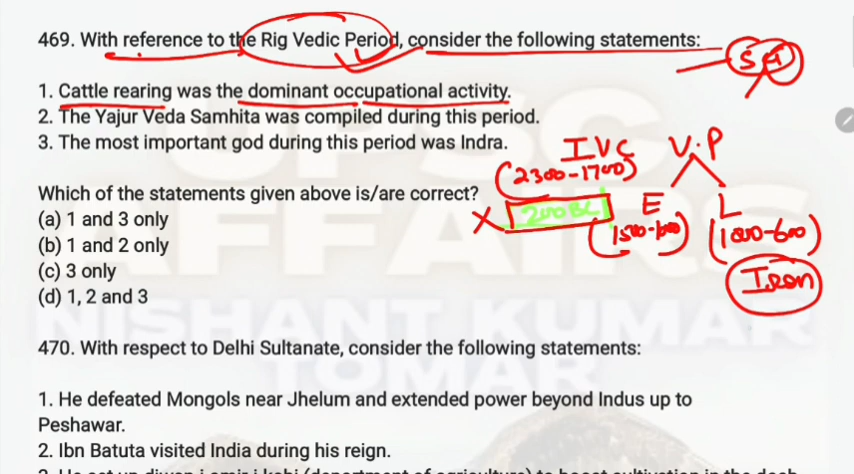 469. With reference to the Rig Vedic Period, consider the following statements:
1. Cattle rearing was the dominant occupational activity.
2. The Yajur Veda Samhita was compiled during this period.
3. The most important god during this period was Indra.
IVC V.P
(2300-1700)
Which of the statements given above is/are correct?
(a) 1 and 3 only
(b) 1 and 2 only
(c) 3 only
(d) 1, 2 and 3
X
E L
(1500-1000) (1000-600)
Iron
UPSC
AFFAIRS
NISHANT KUMAR
TOMAR
470. With respect to Delhi Sultanate, consider the following statements:
1. He defeated Mongols near Jhelum and extended power beyond Indus up to
Peshawar.
2. Ibn Batuta visited India during his reign.